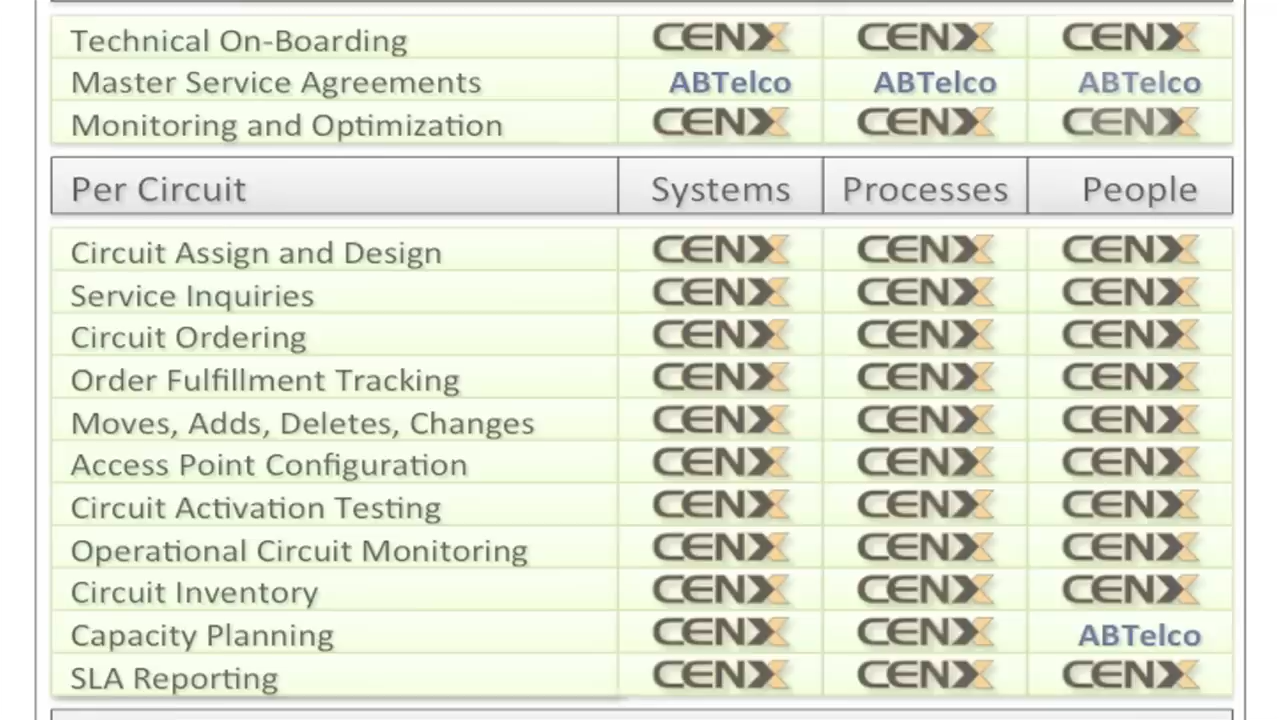 Technical On-Boarding CENX CENX CENX
Master Service Agreements ABTelco ABTelco ABTelco
Monitoring and Optimization CENX CENX CENX
Per Circuit Systems Processes People
Circuit Assign and Design CENX CENX CENX
Service Inquiries CENX CENX CENX
Circuit Ordering CENX CENX CENX
Order Fulfillment Tracking CENX CENX CENX
Moves, Adds, Deletes, Changes CENX CENX CENX
Access Point Configuration CENX CENX CENX
Circuit Activation Testing CENX CENX CENX
Operational Circuit Monitoring CENX CENX CENX
Circuit Inventory CENX CENX CENX
Capacity Planning CENX CENX ABTelco
SLA Reporting CENX CENX CENX